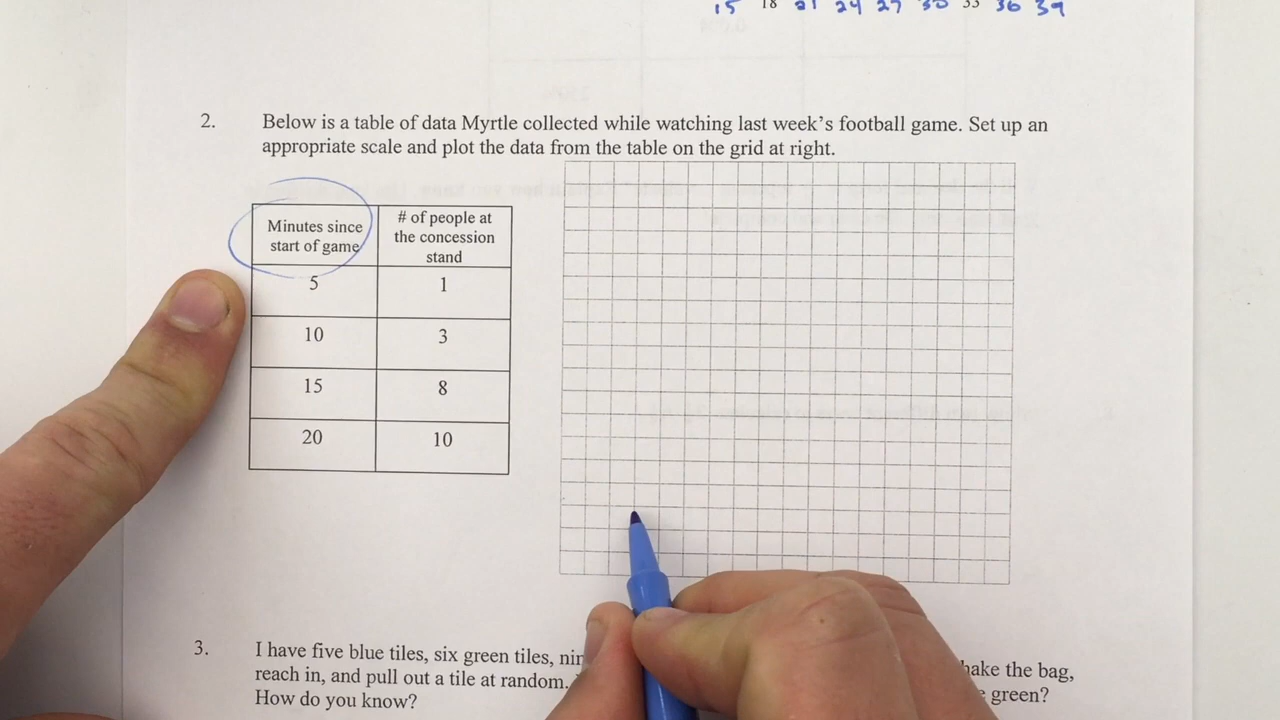 15 18 21 24 27 30 33 36 39
2. Below is a table of data Myrtle collected while watching last week's football game. Set up an
appropriate scale and plot the data from the table on the grid at right.
Minutes since
start of game
# of people at
the concession
stand
5 1
10 3
15 8
20 10
3. I have five blue tiles, six green tiles, hake the bag,
reach in, and pull out a tile at random. green?
How do you know?